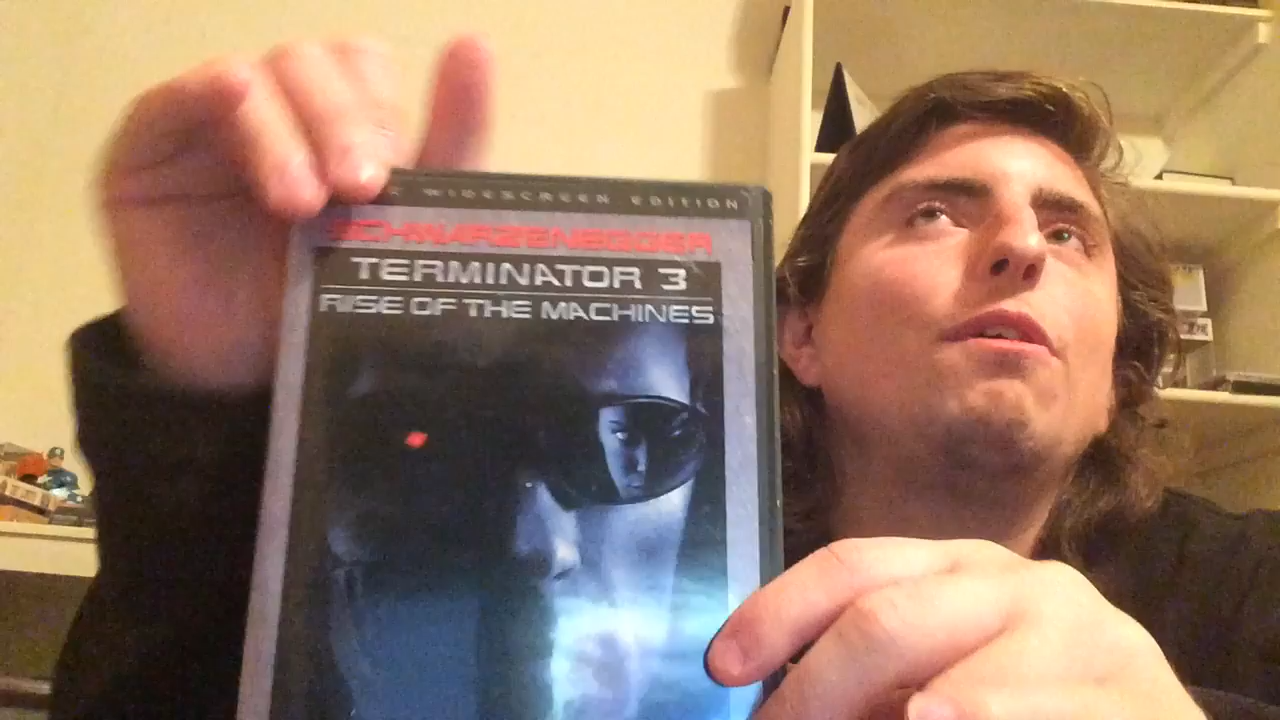 WIDESCREEN EDITION
SCHWARZENEGGER
TERMINATOR 3
RISE OF THE MACHINES